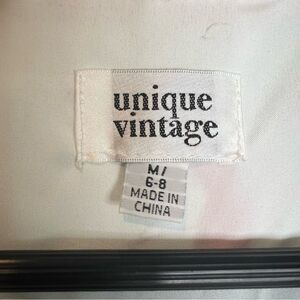 unique
vintage
M/
6-8
MADE IN
CHINA